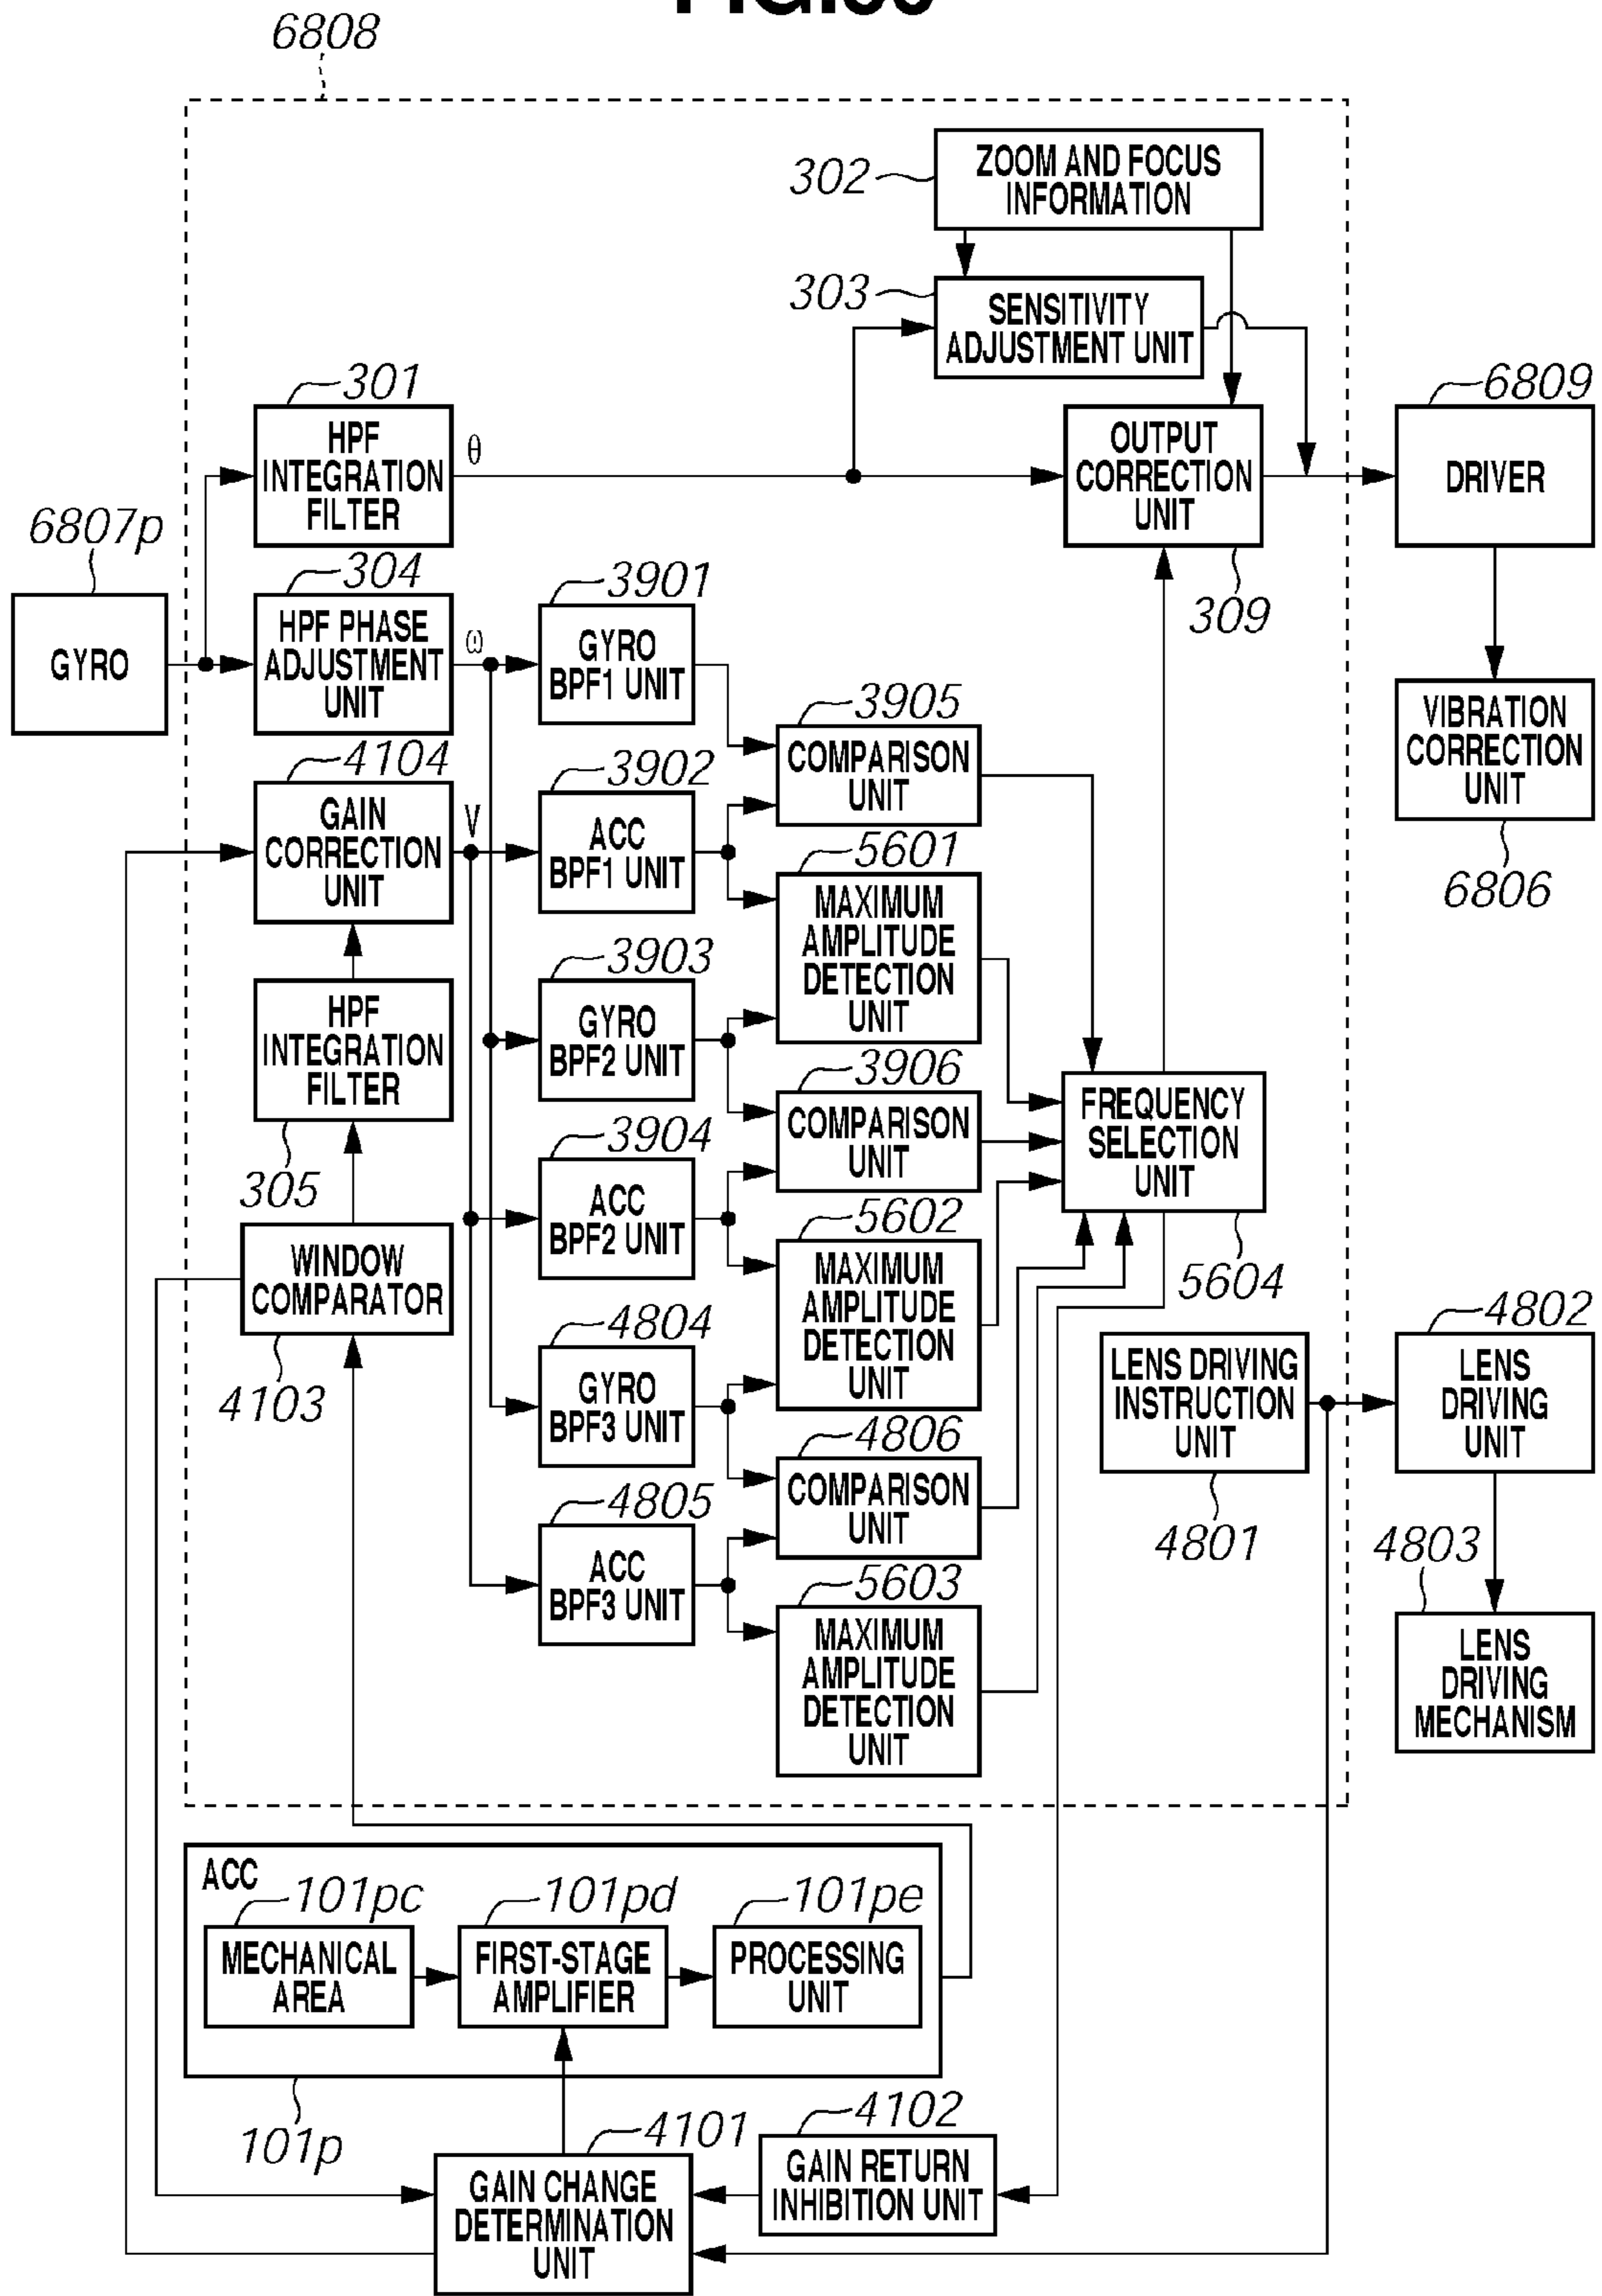 6808
302
ZOOM AND FOCUS
INFORMATION
303
SENSITIVITY
ADJUSTMENT UNIT
301
HPF
INTEGRATION
FILTER
θ
OUTPUT
CORRECTION
UNIT
309
6809
DRIVER
6807p
GYRO
304
HPF PHASE
ADJUSTMENT
UNIT
ω
3901
GYRO
BPF1 UNIT
3905
COMPARISON
UNIT
VIBRATION
CORRECTION
UNIT
6806
4104
GAIN
CORRECTION
UNIT
V
3902
ACC
BPF1 UNIT
5601
MAXIMUM
AMPLITUDE
DETECTION
UNIT
3903
GYRO
BPF2 UNIT
HPF
INTEGRATION
FILTER
305
3906
COMPARISON
UNIT
FREQUENCY
SELECTION
UNIT
5604
3904
ACC
BPF2 UNIT
5602
MAXIMUM
AMPLITUDE
DETECTION
UNIT
WINDOW
COMPARATOR
4103
4804
GYRO
BPF3 UNIT
LENS DRIVING
INSTRUCTION
UNIT
4801
4802
LENS
DRIVING
UNIT
4806
COMPARISON
UNIT
4805
ACC
BPF3 UNIT
5603
MAXIMUM
AMPLITUDE
DETECTION
UNIT
4803
LENS
DRIVING
MECHANISM
ACC
101pc
MECHANICAL
AREA
101pd
FIRST-STAGE
AMPLIFIER
101pe
PROCESSING
UNIT
101p
4101
GAIN CHANGE
DETERMINATION
UNIT
4102
GAIN RETURN
INHIBITION UNIT